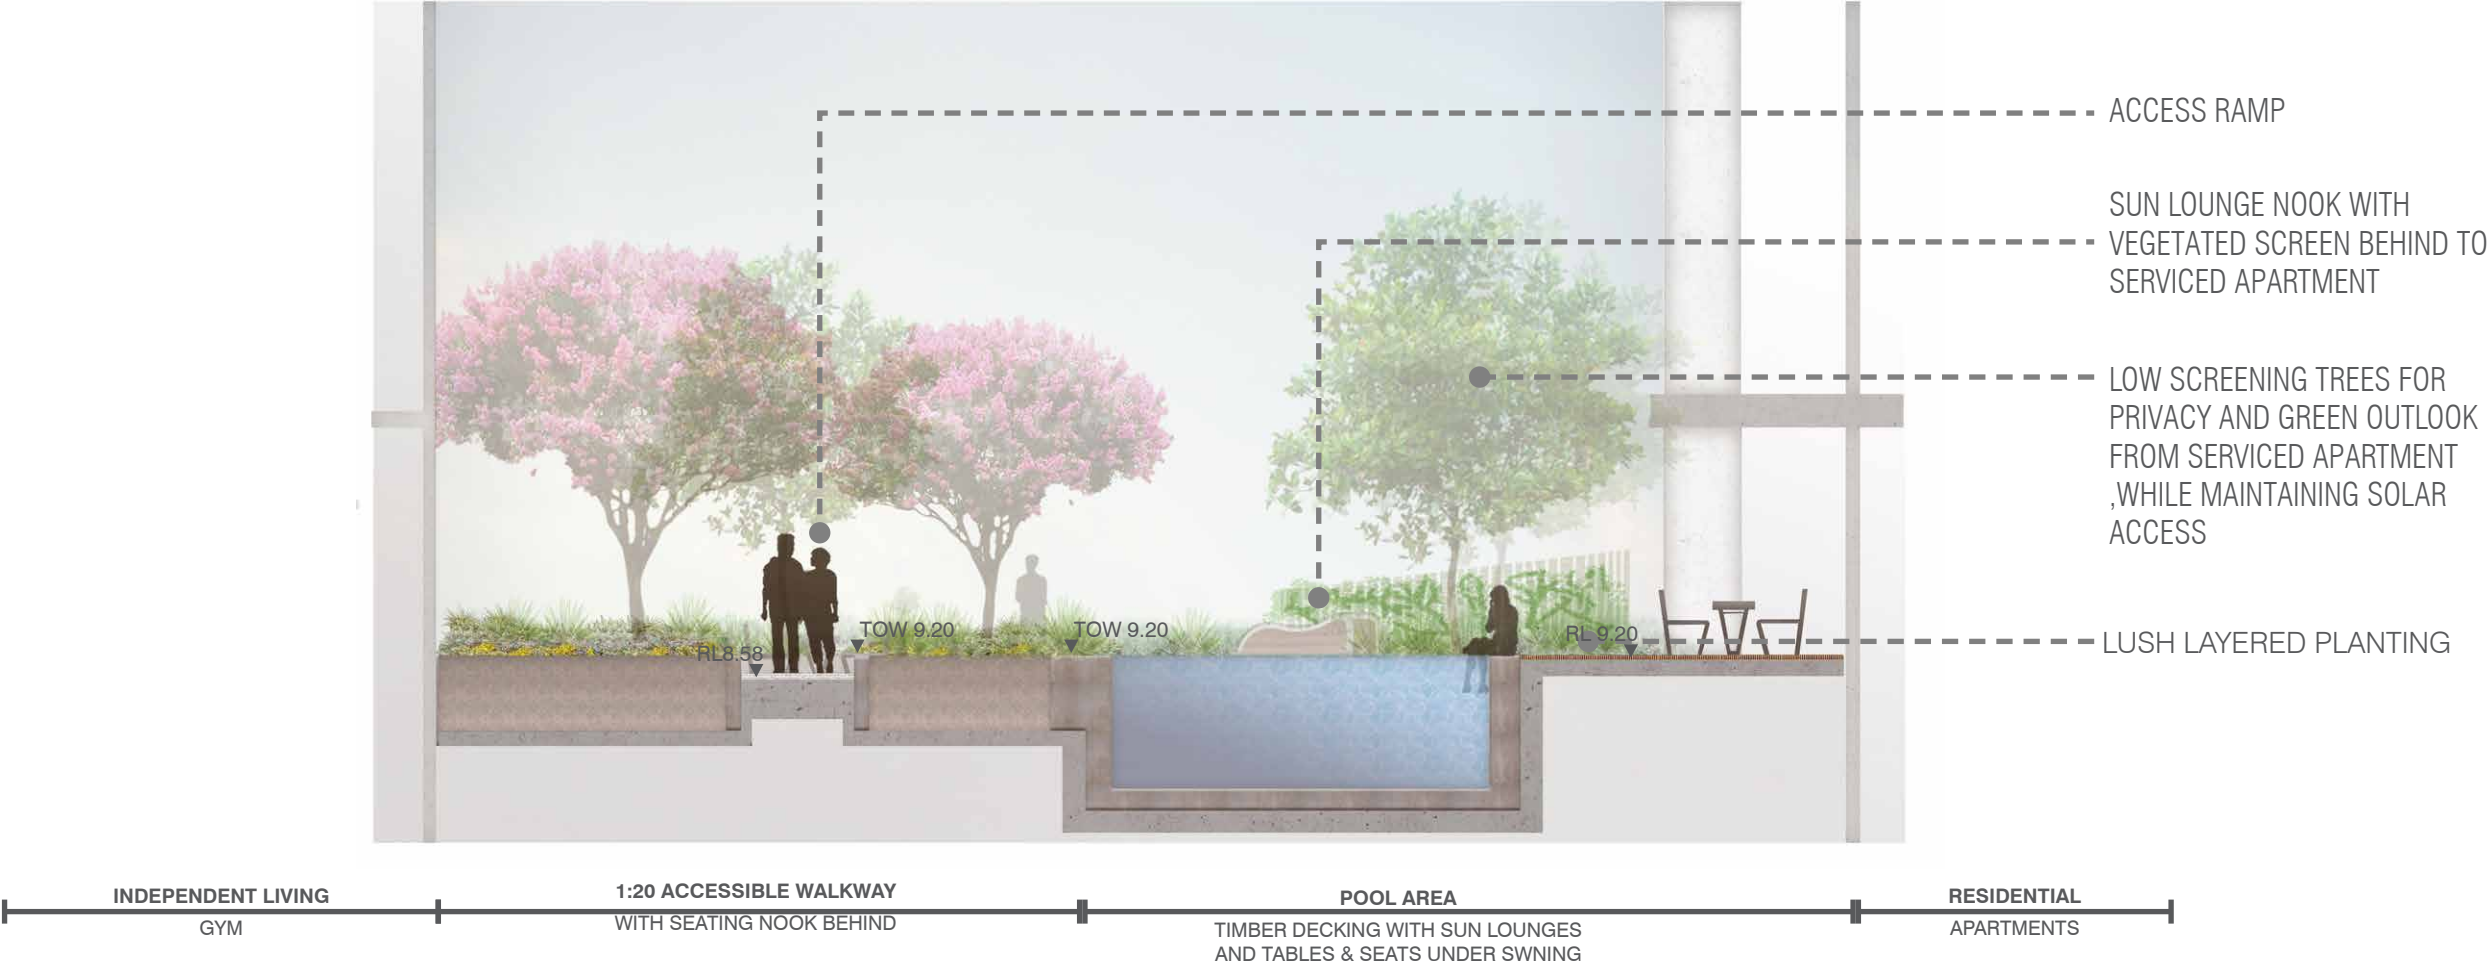 ACCESS RAMP
SUN LOUNGE NOOK WITH
VEGETATED SCREEN BEHIND TO
SERVICED APARTMENT
LOW SCREENING TREES FOR
PRIVACY AND GREEN OUTLOOK
FROM SERVICED APARTMENT
,WHILE MAINTAINING SOLAR
ACCESS
TOW 9.20
TOW 9.20
RL 9.20
RL8.58
LUSH LAYERED PLANTING
INDEPENDENT LIVING
GYM
1:20 ACCESSIBLE WALKWAY
WITH SEATING NOOK BEHIND
POOL AREA
TIMBER DECKING WITH SUN LOUNGES
AND TABLES & SEATS UNDER SWNING
RESIDENTIAL
APARTMENTS